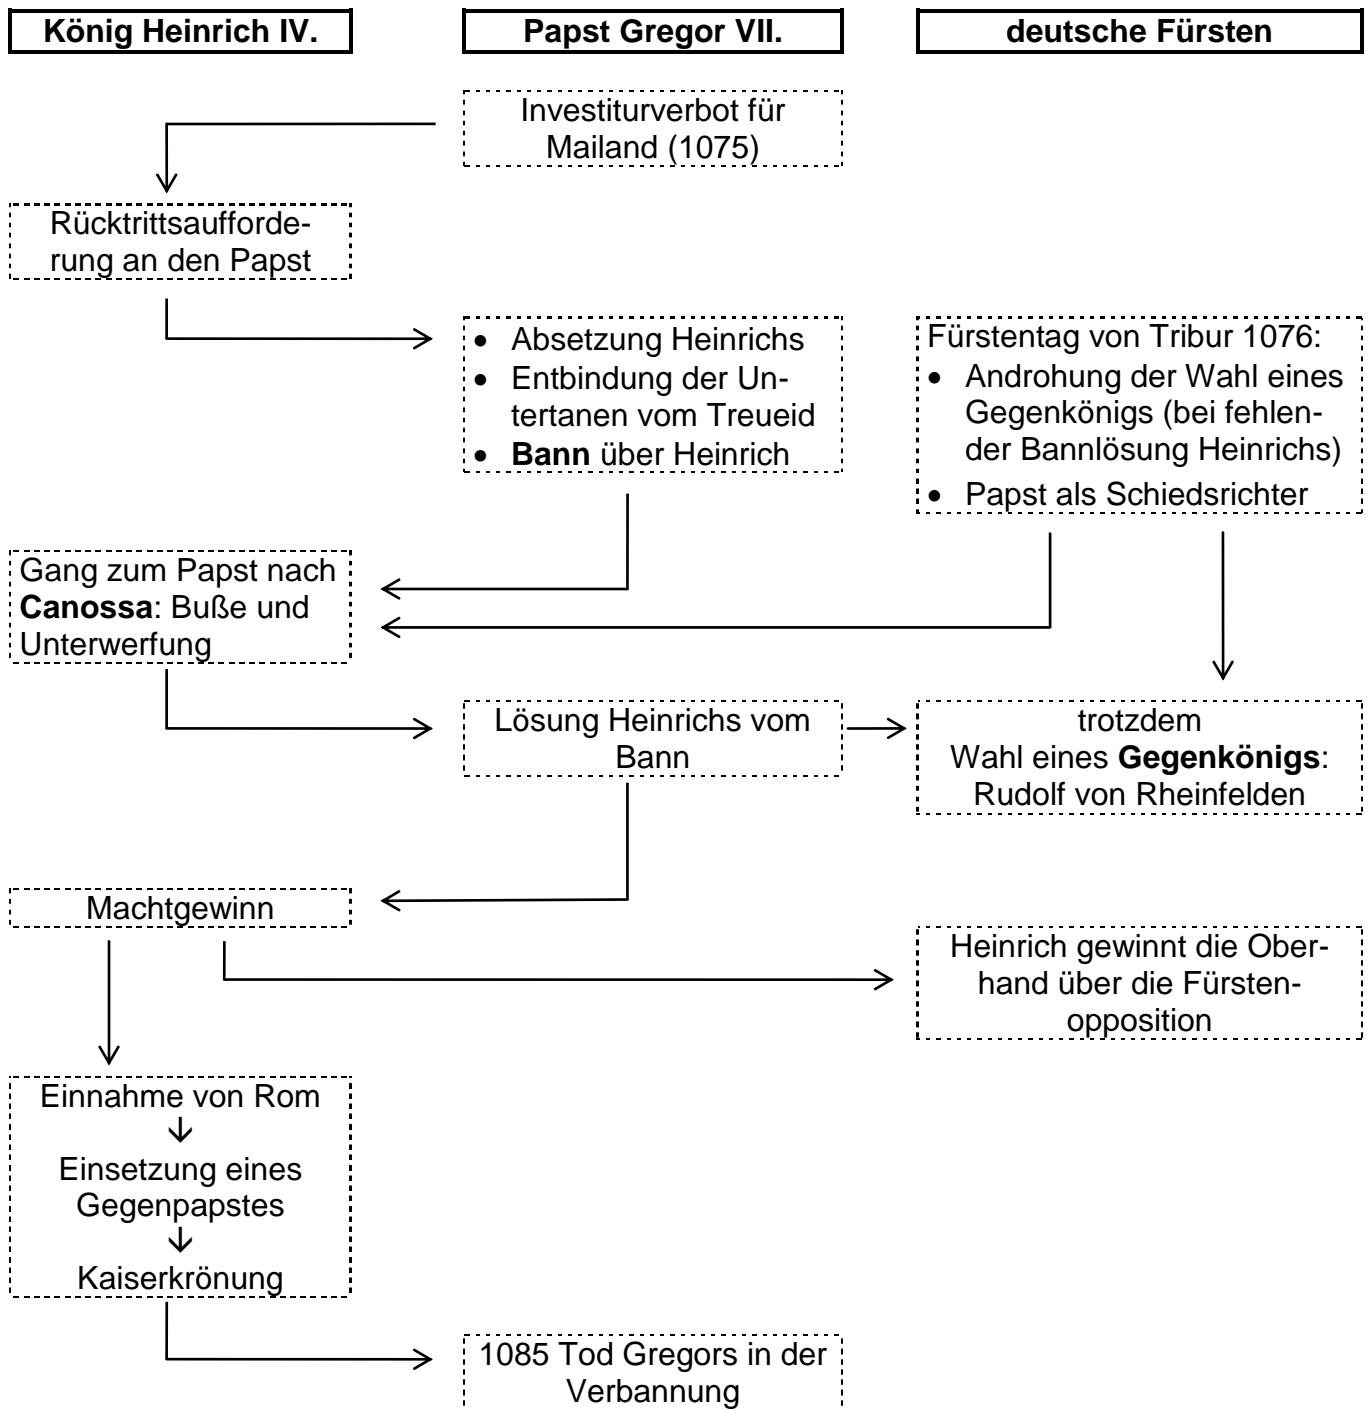 König Heinrich IV.
Papst Gregor VII.
deutsche Fürsten
Investiturverbot für
Mailand (1075)
Rücktrittsaufforde-
rung an den Papst
• Absetzung Heinrichs
• Entbindung der Un-
tertanen vom Treueid
• Bann über Heinrich
Fürstentag von Tribur 1076:
• Androhung der Wahl eines
Gegenkönigs (bei fehlen-
der Bannlösung Heinrichs)
• Papst als Schiedsrichter
Gang zum Papst nach
Canossa: Buße und
Unterwerfung
Lösung Heinrichs vom
Bann
trotzdem
Wahl eines Gegenkönigs:
Rudolf von Rheinfelden
Machtgewinn
Heinrich gewinnt die Ober-
hand über die Fürsten-
opposition
Einnahme von Rom
Einsetzung eines
Gegenpapstes
Kaiserkrönung
1085 Tod Gregors in der
Verbannung